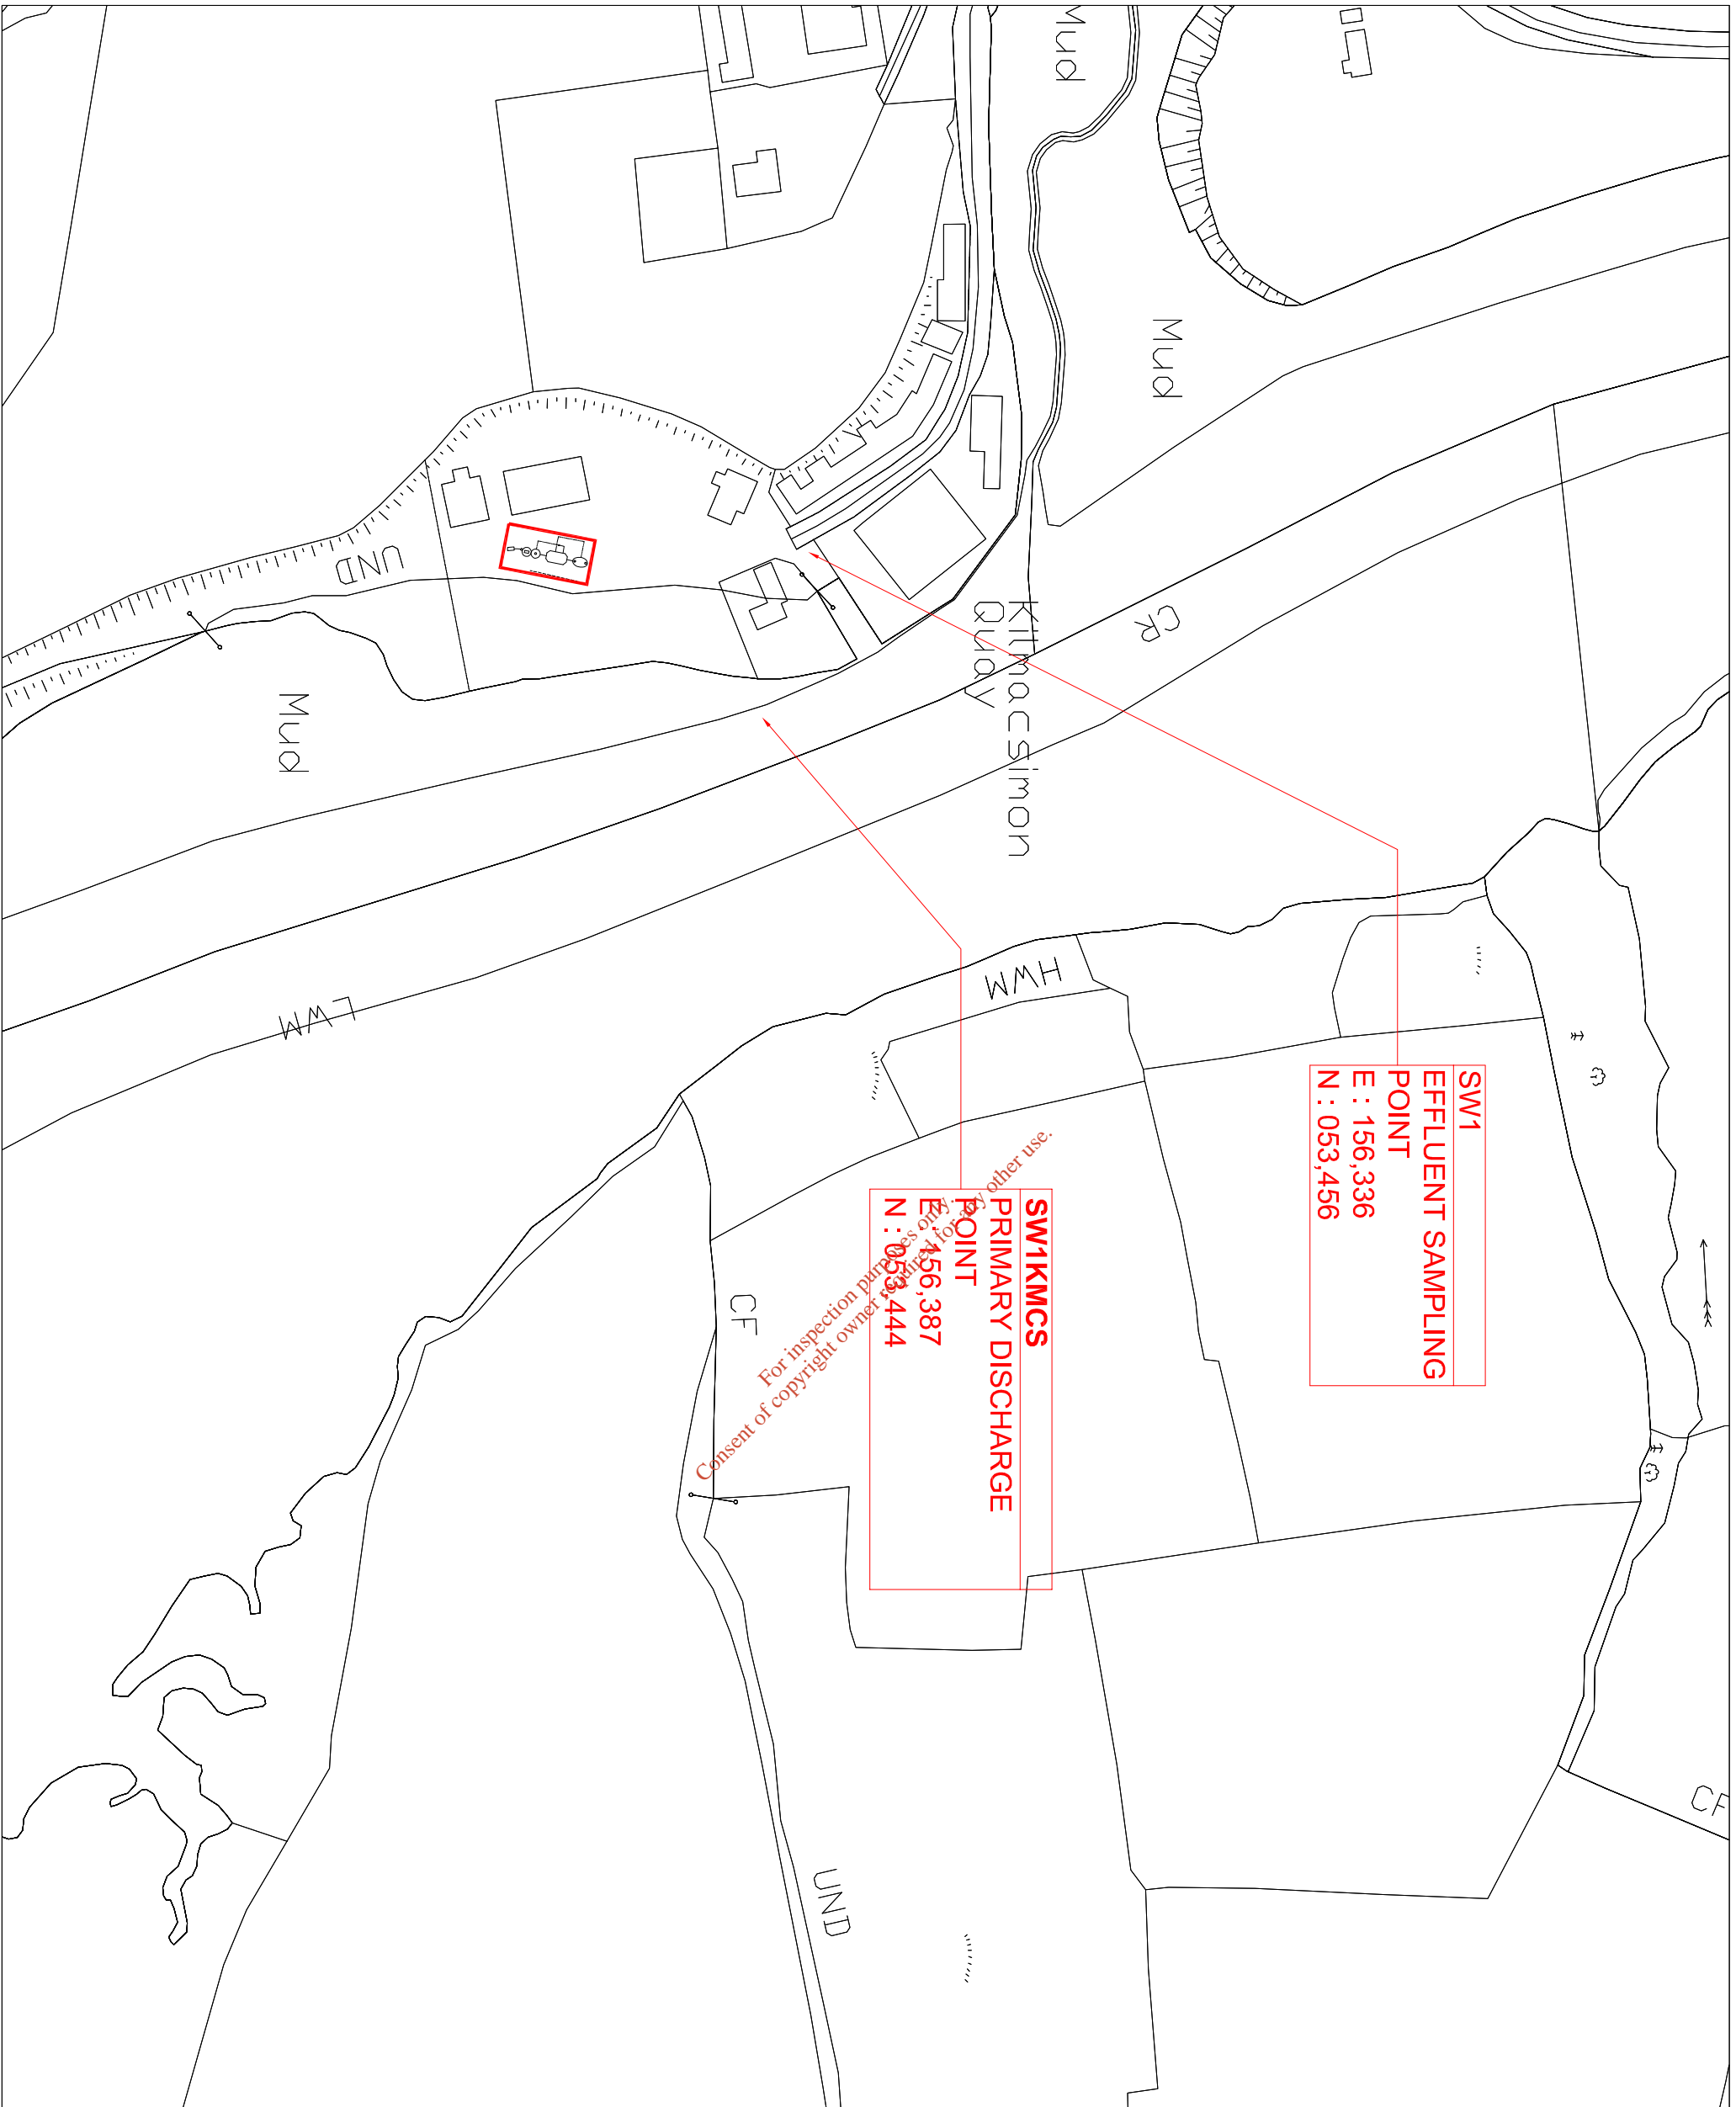 Mud
Mud
Kilmacsimon
Quay
CR
UND
Mud
LWM
HWM
SW1
EFFLUENT SAMPLING
POINT
E : 156,336
N : 053,456
SW1KMCS
PRIMARY DISCHARGE
POINT
E : 156,387
N : 053,444
For inspection purposes only.
Consent of copyright owner required for any other use.
CF
CF
UND